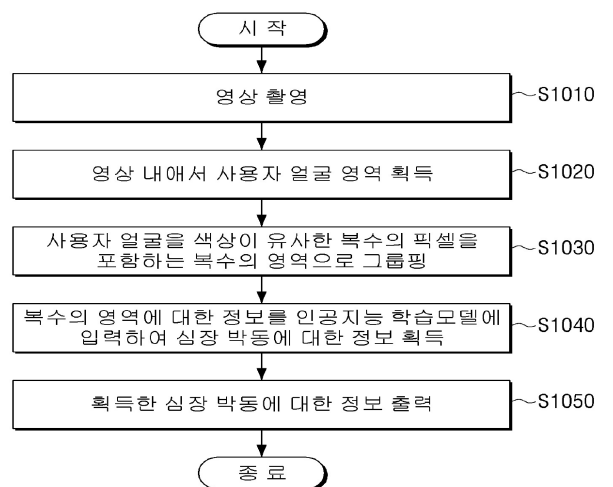 시 작
영상 촬영
S1010
영상 내애서 사용자 얼굴 영역 획득
S1020
사용자 얼굴을 색상이 유사한 복수의 픽셀을
포함하는 복수의 영역으로 그룹핑
S1030
복수의 영역에 대한 정보를 인공지능 학습모델에
입력하여 심장 박동에 대한 정보 획득
S1040
획득한 심장 박동에 대한 정보 출력
S1050
종 료